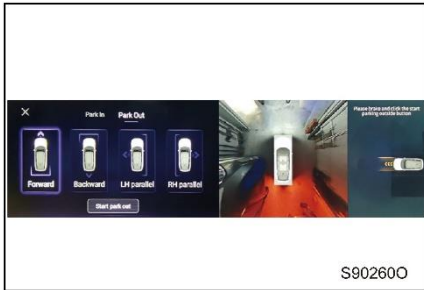 Park In Park Out
Forward Backward LH parallel RH parallel
Start park out
Please brake and click the start
parking outside button
S90260O